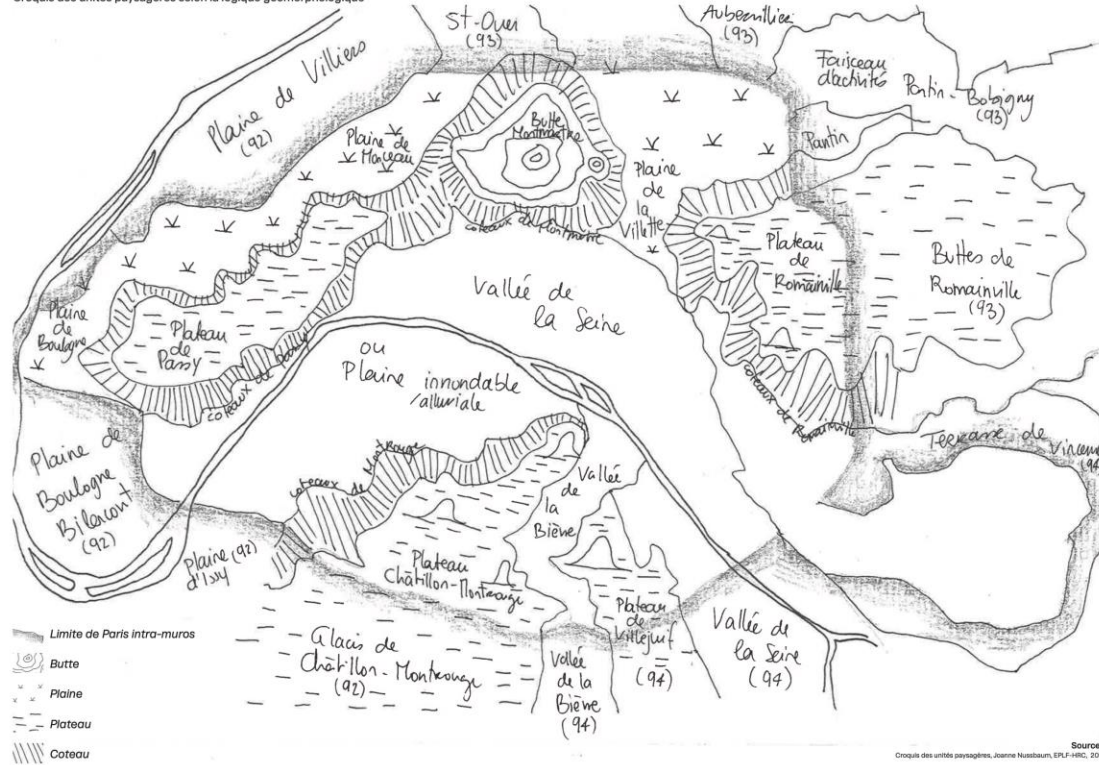 Croquis des unités paysagères selon la logique géomorphologique
St-Ouen
(93)
Aubervilliers
(93)
Plaine de Villiers
(92)
Faisceau
d'activités
Pantin - Bobigny
(93)
Pantin
Butte
Montmartre
Plaine de
Monceau
Plaine
de
la
Villette
coteaux de Montmartre
Plateau
de
Romainville
Buttes de
Romainville
(93)
Vallée de
la Seine
Plaine
de
Boulogne
Plateau
de
Passy
coteaux de passy
ou
Plaine innondable
/alluviale
coteaux de Romainville
Terrasse de
Vincennes
(94)
Plaine de
Boulogne
Bilancourt
(92)
coteaux de Montrouge
Vallée
de
la
Bièvre
Plaine (92)
d'Issy
Plateau
Châtillon-Montrouge
Plateau
de
Villejuif
(94)
Vallée de
la Seine
(94)
Glacis de
Châtillon-Montrouge
(92)
Vallée
de la
Bièvre
(94)
Limite de Paris intra-muros
Butte
Plaine
Plateau
Coteau
Source
Croquis des unités paysagères, Joanne Nussbaum, EPLF-HRC, 20